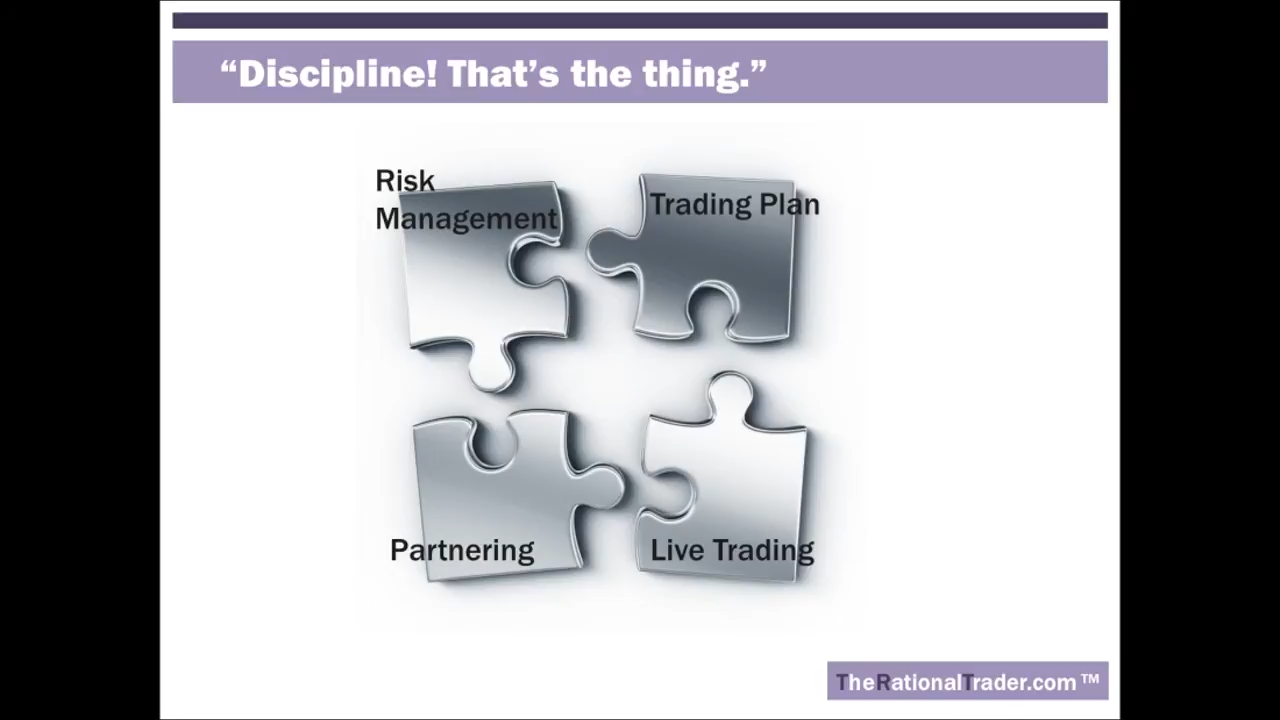 “Discipline! That’s the thing.”
Risk
Management
Trading Plan
Partnering
Live Trading
TheRationalTrader.com™